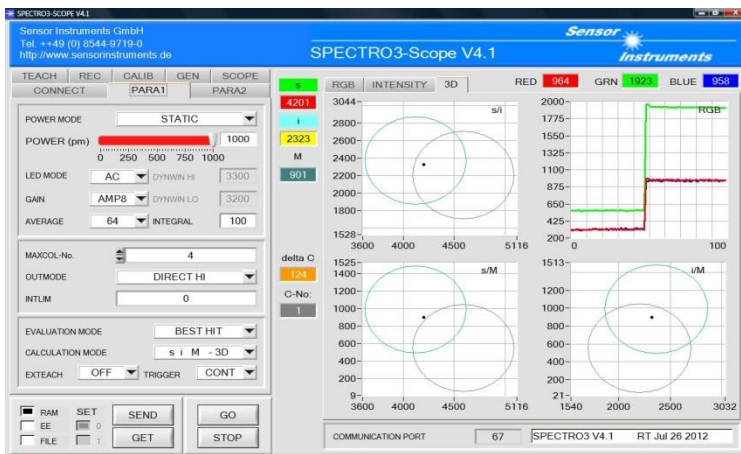 SPECTRO3-SCOPE V4.1
Sensor Instruments GmbH
Tel. ++49 (0) 8544-9719-0
http://www.sensorinstruments.de
SPECTRO3-Scope V4.1
Sensor
Instruments
TEACH REC CALIB GEN SCOPE
CONNECT PARA1 PARA2
POWER MODE STATIC
POWER (pm) 1000
0 250 500 750 1000
LED MODE AC DYNWIN HI 3300
GAIN AMP8 DYNWIN LO 3200
AVERAGE 64 INTEGRAL 100
MAXCOL-No. 4
OUTMODE DIRECT HI
INTLIM 0
EVALUATION MODE BEST HIT
CALCULATION MODE s i M - 3D
EXTEACH OFF TRIGGER CONT
RAM SET SEND GO
EE 0
FILE 1 GET STOP
s
4201
i
2323
M
901
delta C
124
C-No:
1
RGB INTENSITY 3D
RED 964 GRN 1923 BLUE 958
s/i
3044
2800
2600
2400
2200
2000
1800
1528
3600 4000 4500 5116
RGB
2000
1775
1550
1325
1100
875
650
425
200
0 100
s/M
1525
1400
1200
1000
800
600
400
200
9
3600 4000 4500 5116
i/M
1513
1200
1000
800
600
400
200
21
1540 2000 2500 3032
COMMUNICATION PORT 67 SPECTRO3 V4.1 RT Jul 26 2012